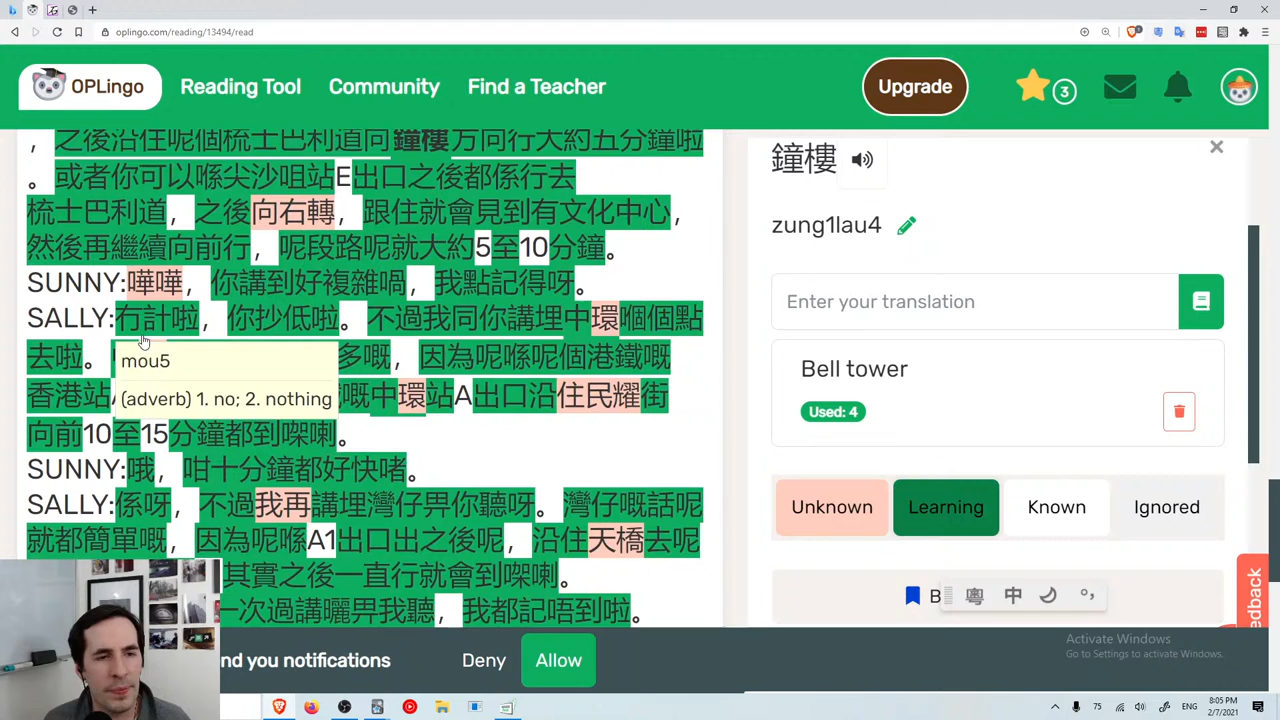 oplingo.com/reading/13494/read
OPLingo
Reading Tool
Community
Find a Teacher
Upgrade
3
，之後沿住呢個梳士巴利道向鐘樓方向行大約五分鐘啦
。或者你可以喺尖沙咀站E出口之後都係行去
梳士巴利道，之後向右轉，跟住就會見到有文化中心，
然後再繼續向前行，呢段路呢就大約5至10分鐘。
SUNNY:嘩嘩，你講到好複雜喎，我點記得呀。
SALLY:冇計啦，你抄低啦。不過我同你講埋中環嗰個點
去啦。
多嘅，因為呢喺呢個港鐵嘅
香港站
嘅中環站A出口沿住民耀街
向前10至15分鐘都到㗎喇。
SUNNY:哦，咁十分鐘都好快啫。
SALLY:係呀，不過我再講埋灣仔畀你聽呀。灣仔嘅話呢
就都簡單嘅，因為呢喺A1出口出之後呢，沿住天橋去呢
其實之後一直行就會到㗎喇。
一次過講曬畀我聽，我都記唔到啦。
mou5
(adverb) 1. no; 2. nothing
鐘樓
zung1lau4
Enter your translation
Bell tower
Used: 4
Unknown
Learning
Known
Ignored
B
粵 中
edback
nd you notifications
Deny
Allow
Activate Windows
Go to Settings to activate Windows.
75
ENG
8:05 PM
2/7/2021